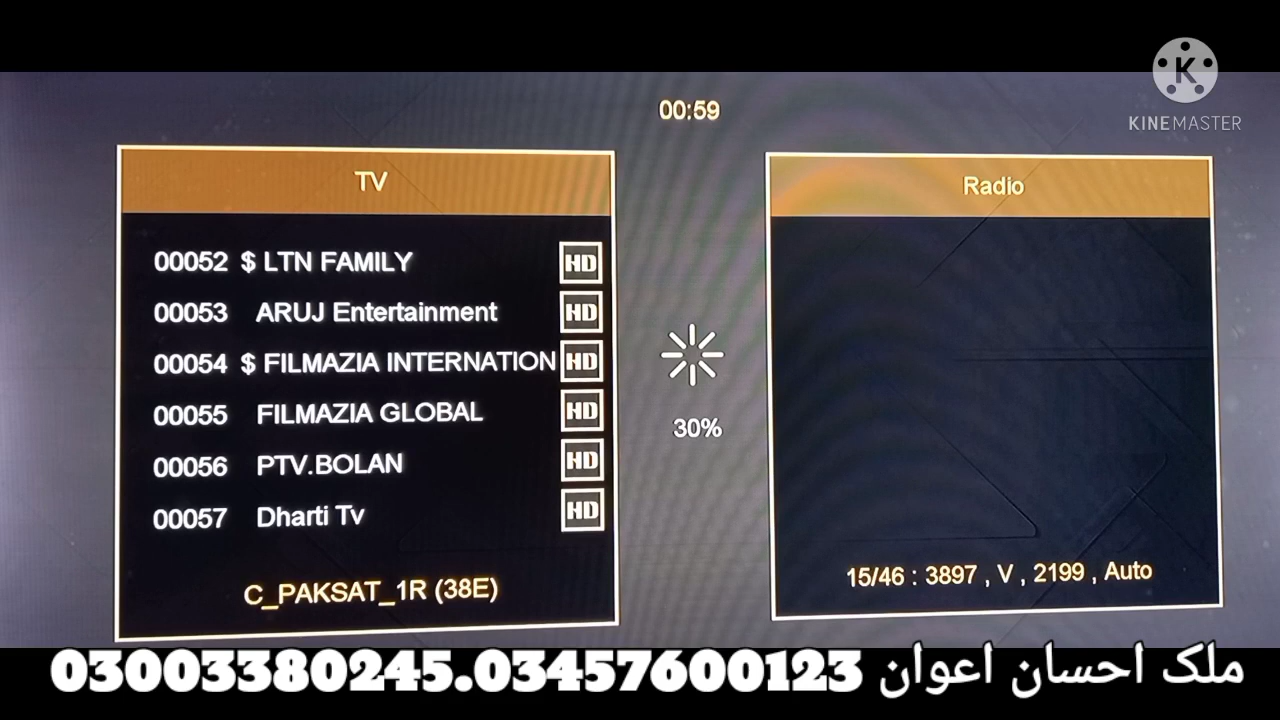 KINEMASTER
00:59
TV
00052 $ LTN FAMILY HD
00053 ARUJ Entertainment HD
00054 $ FILMAZIA INTERNATION HD
00055 FILMAZIA GLOBAL HD
00056 PTV.BOLAN HD
00057 Dharti Tv HD
C_PAKSAT_1R (38E)
30%
Radio
15/46 : 3897 , V , 2199 , Auto
03003380245.03457600123 ملک احسان اعوان